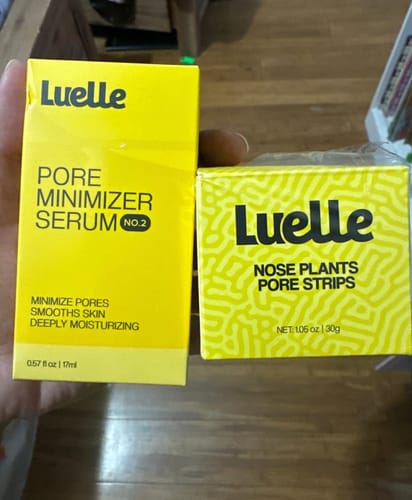 Luelle
PORE
MINIMIZER
SERUM NO.2
MINIMIZE PORES
SMOOTHS SKIN
DEEPLY MOISTURIZING
0.57 fl oz | 17ml
Luelle
NOSE PLANTS
PORE STRIPS
NET: 1.05 oz | 30g